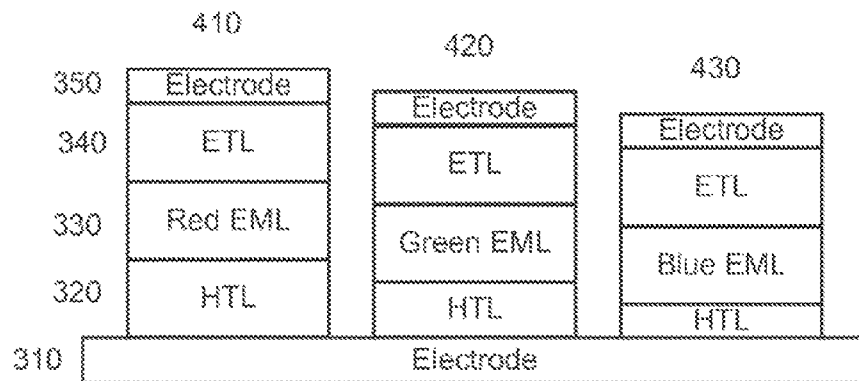 410
420
430
350
Electrode
Electrode
Electrode
340
ETL
ETL
ETL
330
Red EML
Green EML
Blue EML
320
HTL
HTL
HTL
310
Electrode